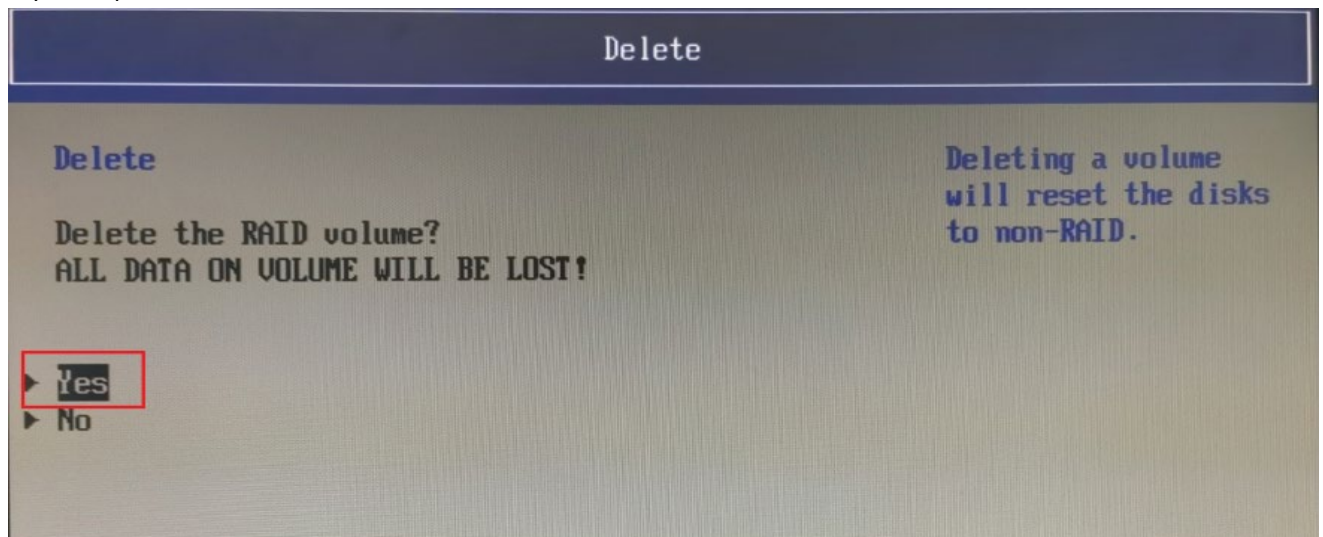 Delete
Delete
Delete the RAID volume?
ALL DATA ON VOLUME WILL BE LOST!
Yes
No
Deleting a volume
will reset the disks
to non-RAID.